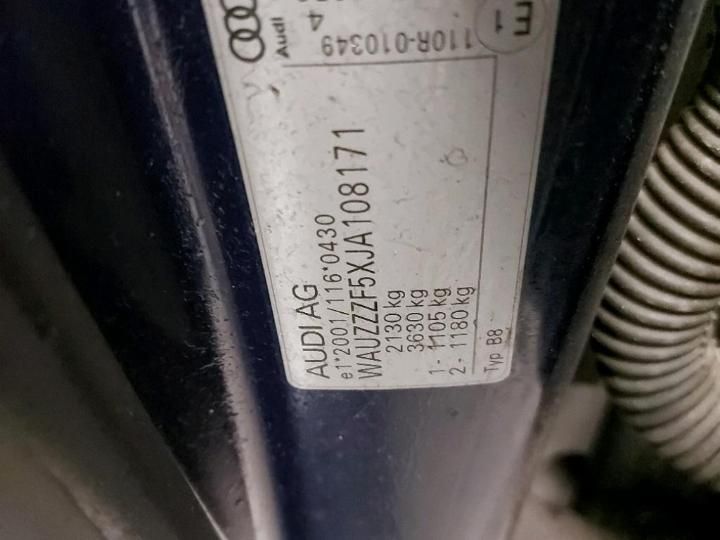 AUDI AG
e1*2001/116*0430
WAUZZZF5XJA108171
2130 kg
3630 kg
1- 1105 kg
2- 1180 kg
Typ B8
Audi
4
110R-010349
E1